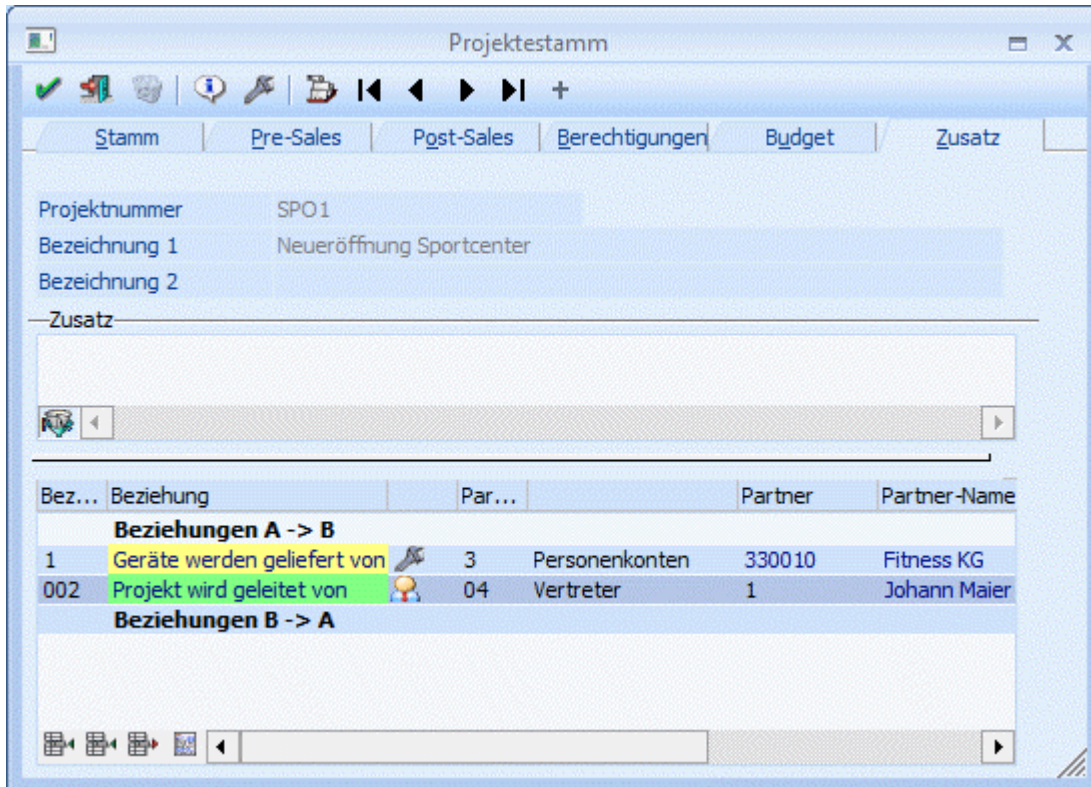 Projektestamm
Stamm Pre-Sales Post-Sales Berechtigungen Budget Zusatz
Projektnummer SPO1
Bezeichnung 1 Neueröffnung Sportcenter
Bezeichnung 2
Zusatz
Bez... Beziehung Par... Partner Partner-Name
Beziehungen A -> B
1 Geräte werden geliefert von 3 Personenkonten 330010 Fitness KG
002 Projekt wird geleitet von 04 Vertreter 1 Johann Maier
Beziehungen B -> A